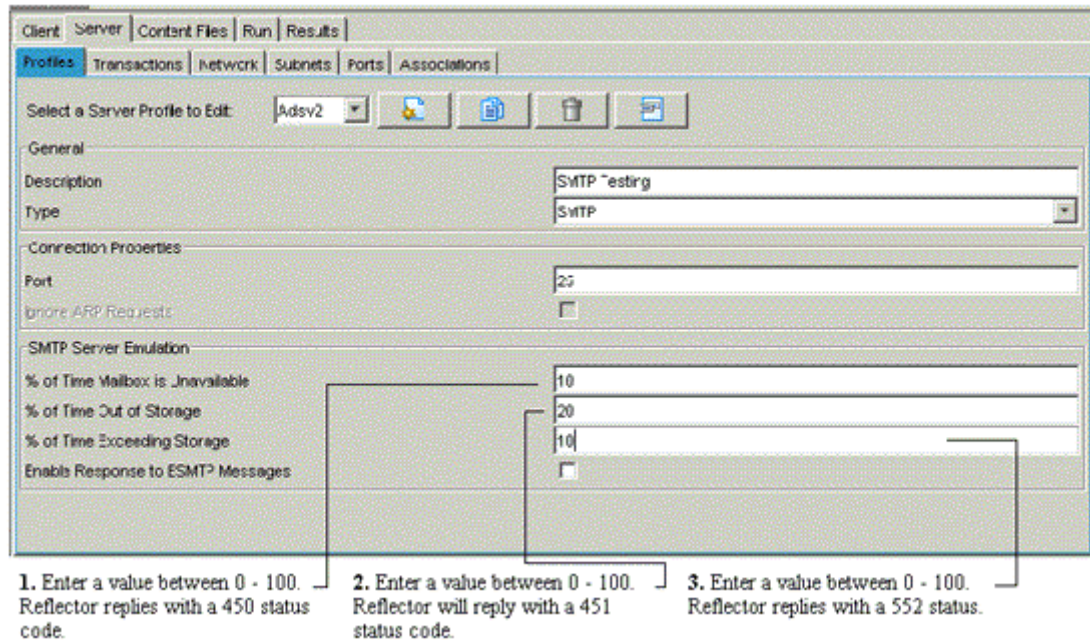 Client Server Content Files Run Results
Profiles Transactions Network Subnets Ports Associations
Select a Server Profile to Edit: Adsv2
General
Description SMTP Testing
Type SMTP
Connection Properties
Port 25
Ignore ARP Requests
SMTP Server Emulation
% of Time Mailbox is Unavailable 10
% of Time Out of Storage 20
% of Time Exceeding Storage 10
Enable Response to ESMTP Messages
1. Enter a value between 0 - 100. Reflector replies with a 450 status code.
2. Enter a value between 0 - 100. Reflector will reply with a 451 status code.
3. Enter a value between 0 - 100. Reflector replies with a 552 status.